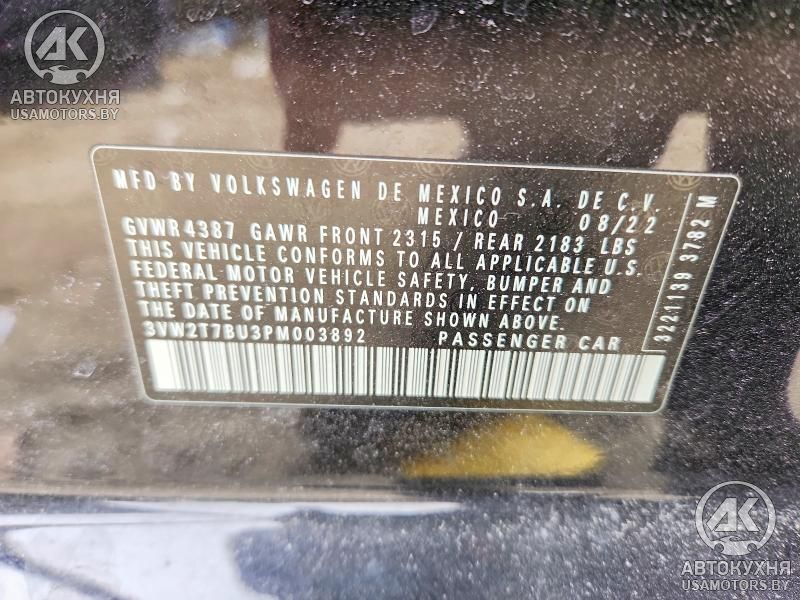 AK
АВТОКУХНЯ
USAMOTORS.BY
MFD BY VOLKSWAGEN DE MEXICO S.A. DE C.V.
MEXICO 08/22
GVWR 4387 GAWR FRONT 2315 / REAR 2183 LBS
THIS VEHICLE CONFORMS TO ALL APPLICABLE U.S.
FEDERAL MOTOR VEHICLE SAFETY, BUMPER AND
THEFT PREVENTION STANDARDS IN EFFECT ON
THE DATE OF MANUFACTURE SHOWN ABOVE.
3VW2T7BU3PM003892 PASSENGER CAR
3221139 3782 M
AK
АВТОКУХНЯ
USAMOTORS.BY